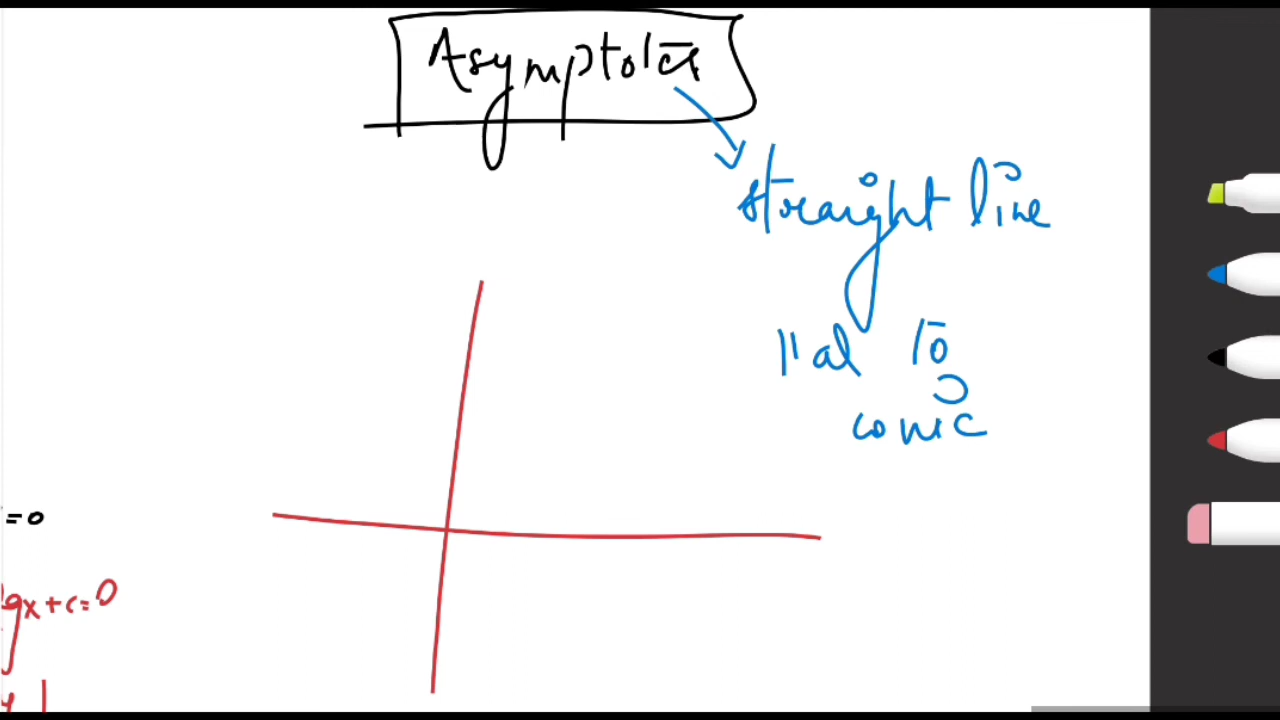 Asymptotes
straight line
||al to
conic
=0
gx+c=0